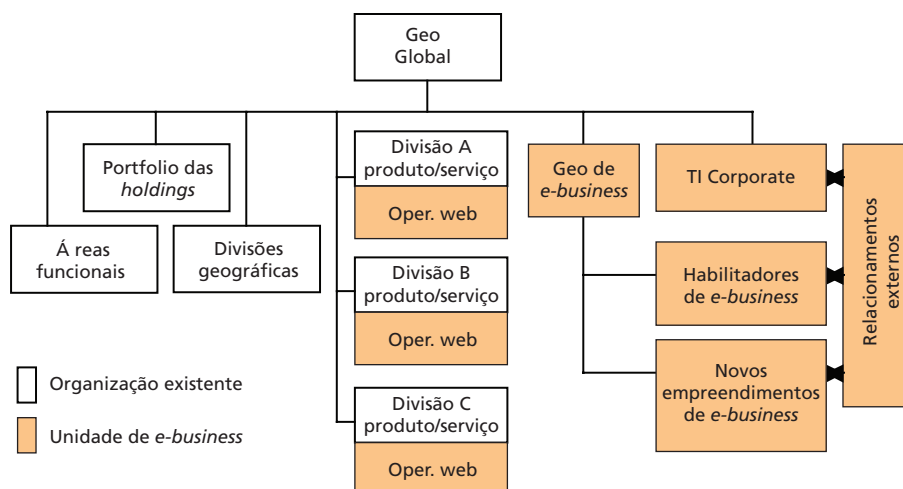 Geo
Global
Portfolio das
holdings
Á reas
funcionais
Divisões
geográficas
Divisão A
produto/serviço
Oper. web
Divisão B
produto/serviço
Oper. web
Divisão C
produto/serviço
Oper. web
Geo de
e-business
TI Corporate
Habilitadores
de e-business
Novos
empreendimentos
de e-business
Relacionamentos
externos
Organização existente
Unidade de e-business